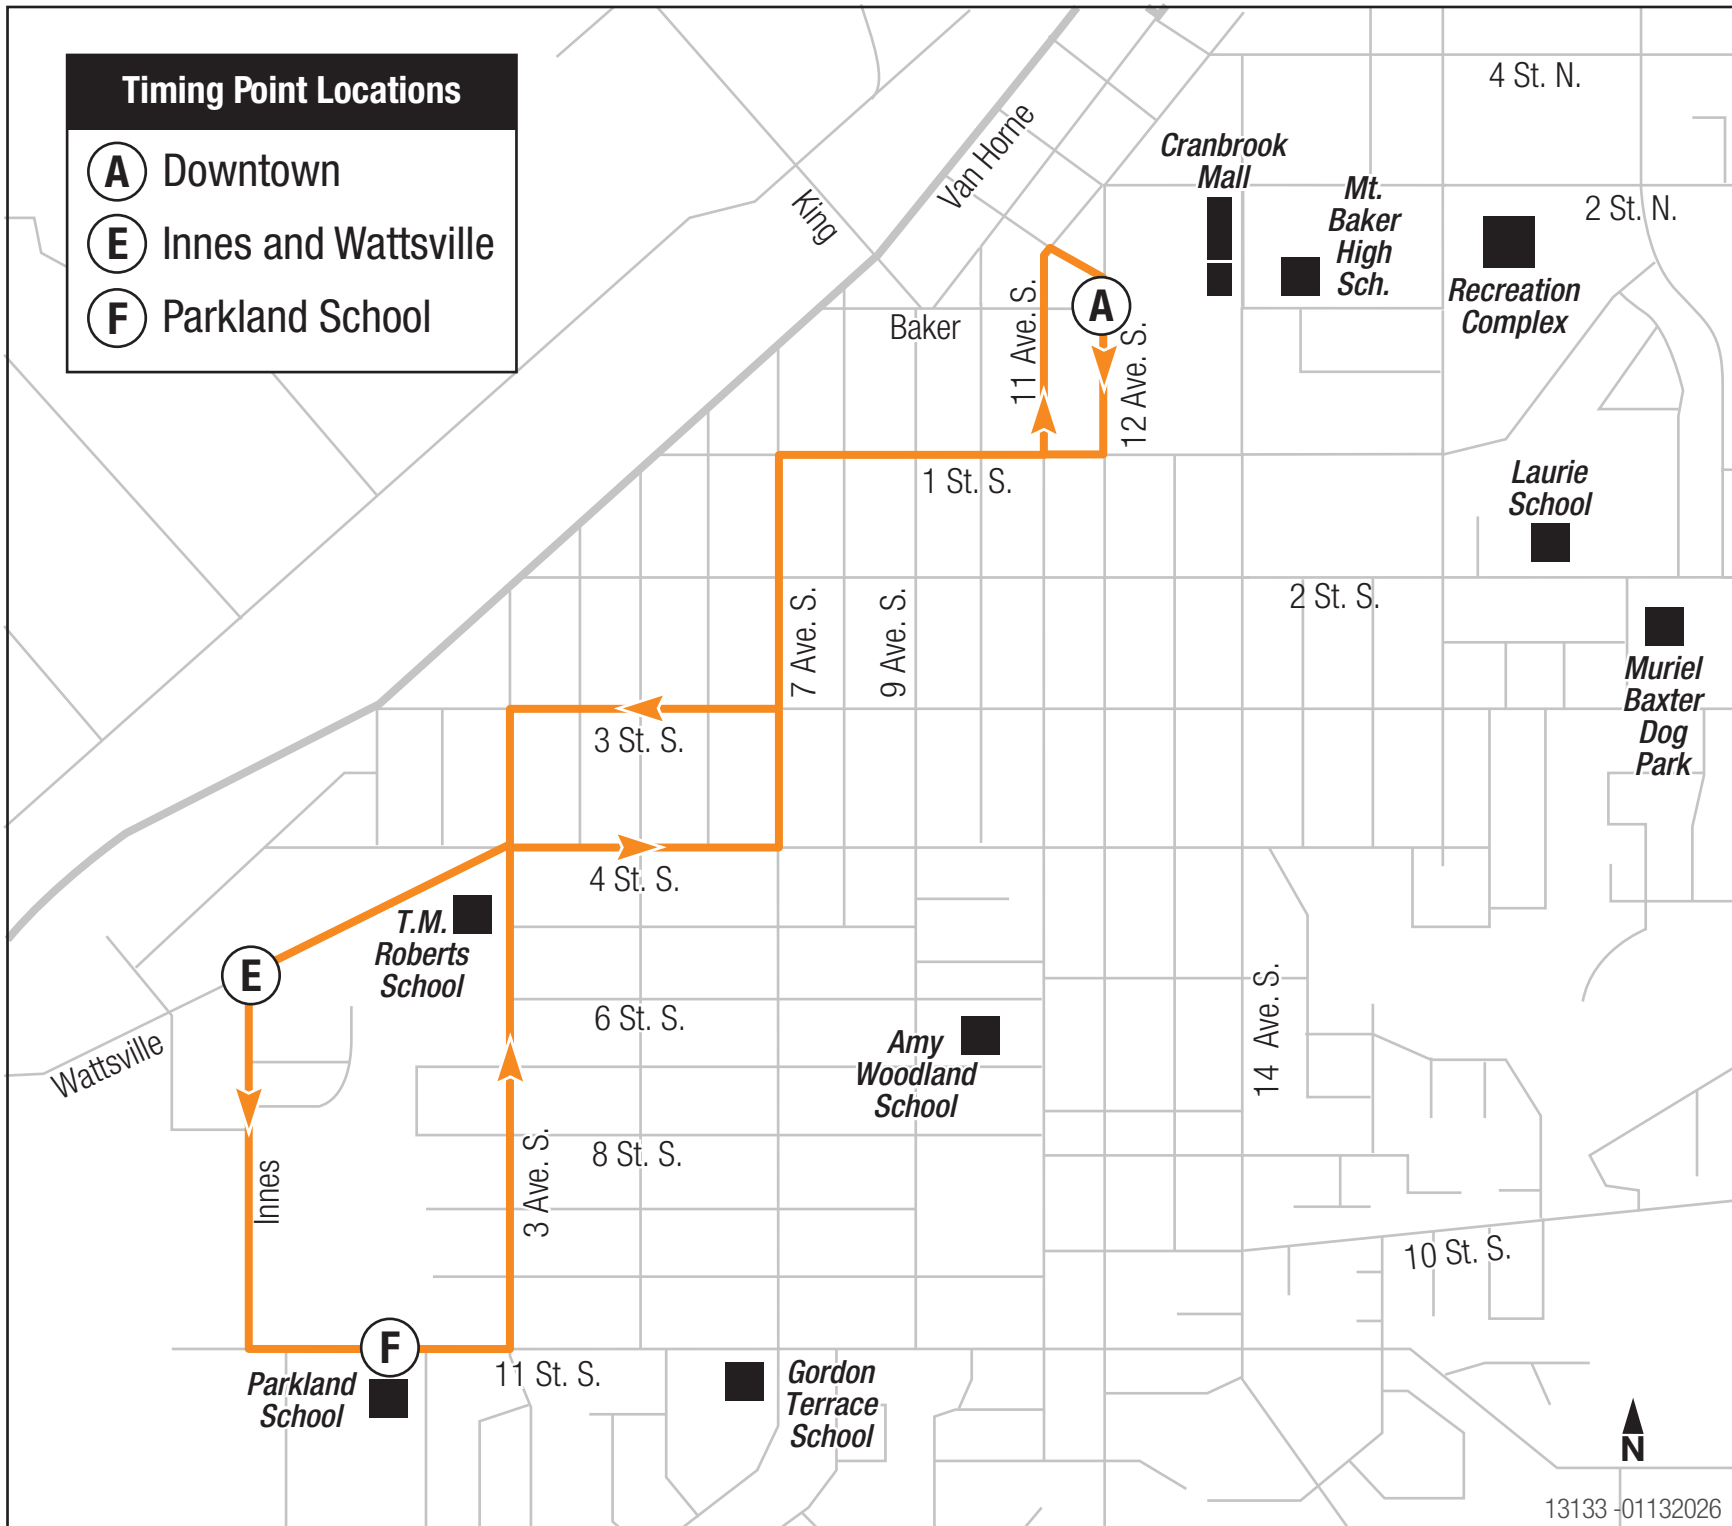 Timing Point Locations
A Downtown
E Innes and Wattsville
F Parkland School
4 St. N.
Van Horne
King
Cranbrook
Mall
Mt.
Baker
High
Sch.
2 St. N.
Recreation
Complex
A
Baker
11 Ave. S.
12 Ave. S.
1 St. S.
Laurie
School
2 St. S.
7 Ave. S.
9 Ave. S.
Muriel
Baxter
Dog
Park
3 St. S.
4 St. S.
T.M.
Roberts
School
E
Wattsville
6 St. S.
Amy
Woodland
School
14 Ave. S.
8 St. S.
3 Ave. S.
Innes
10 St. S.
F
11 St. S.
Parkland
School
Gordon
Terrace
School
N
13133 -01132026